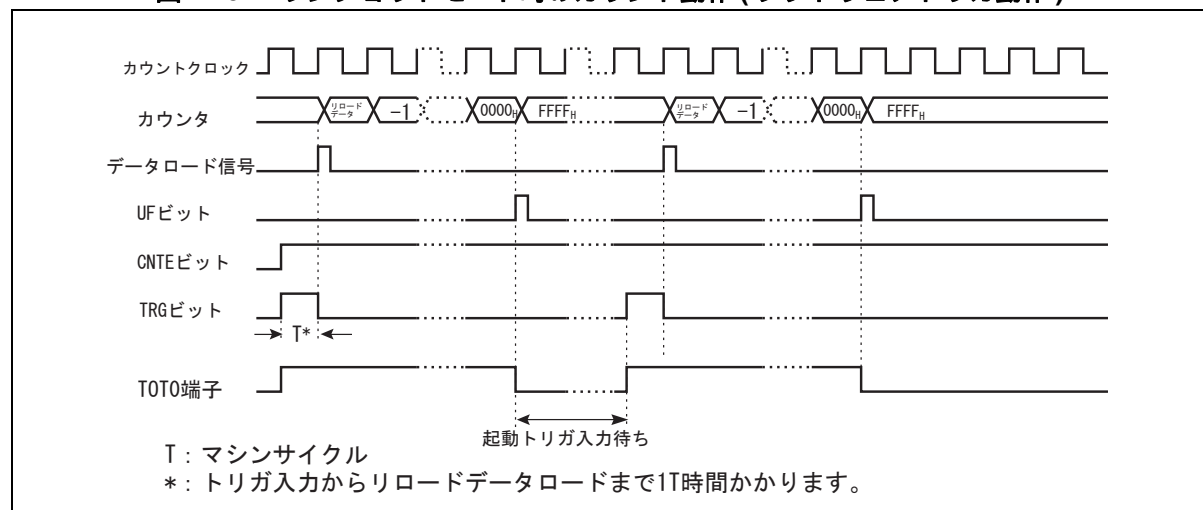 カウントクロック
カウンタ
リロード
データ
-1
0000H
FFFFH
リロード
データ
-1
0000H
FFFFH
データロード信号
UFビット
CNTEビット
TRGビット
T*
TOT0端子
起動トリガ入力待ち
T：マシンサイクル
*：トリガ入力からリロードデータロードまで1T時間かかります。